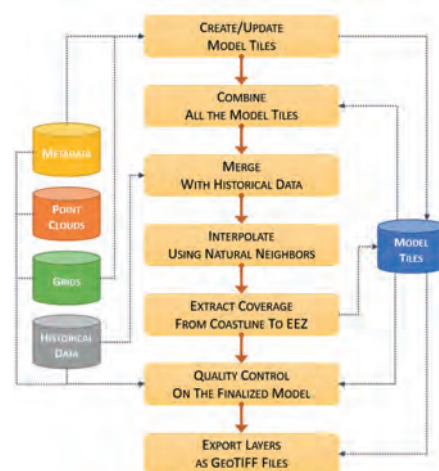 CREATE/UPDATE
MODEL TILES
COMBINE
ALL THE MODEL TILES
METADATA
MERGE
WITH HISTORICAL DATA
POINT
CLOUDS
INTERPOLATE
USING NATURAL NEIGHBORS
MODEL
TILES
GRIDS
EXTRACT COVERAGE
FROM COASTLINE TO EEZ
HISTORICAL
DATA
QUALITY CONTROL
ON THE FINALIZED MODEL
EXPORT LAYERS
AS GEOTIFF FILES